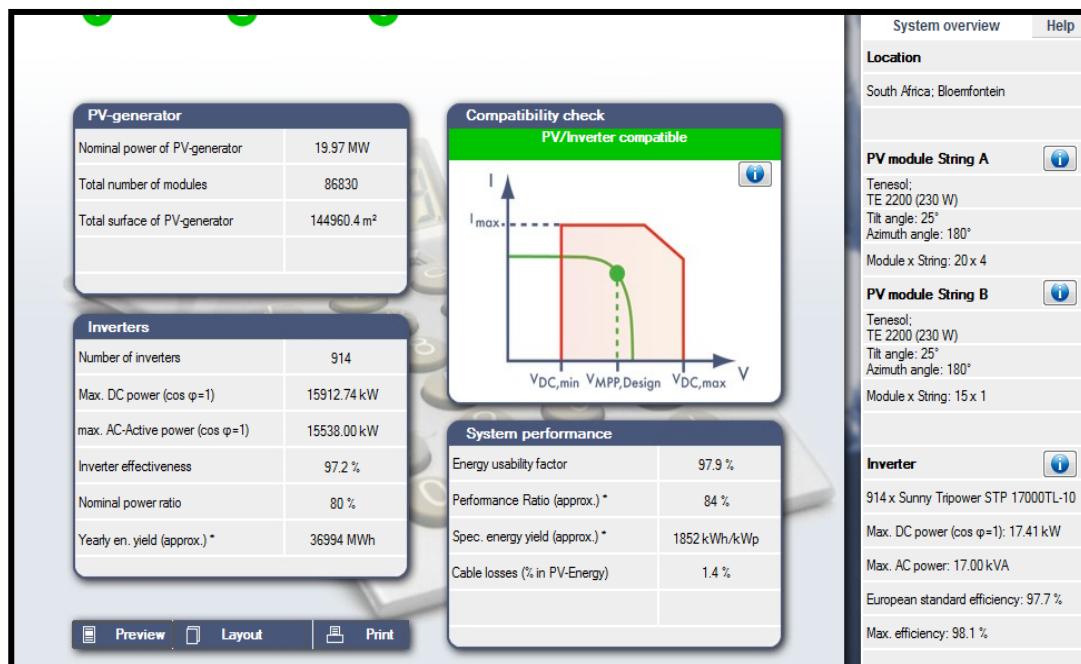 PV-generator
Nominal power of PV-generator 19.97 MW
Total number of modules 86830
Total surface of PV-generator 144960.4 m²
Inverters
Number of inverters 914
Max. DC power (cos φ=1) 15912.74 kW
max. AC-Active power (cos φ=1) 15538.00 kW
Inverter effectiveness 97.2 %
Nominal power ratio 80 %
Yearly en. yield (approx.) * 36994 MWh
Preview Layout Print
Compatibility check
PV/Inverter compatible
I
Imax.
VDC,min VMPP,Design VDC,max V
System performance
Energy usability factor 97.9 %
Performance Ratio (approx.) * 84 %
Spec. energy yield (approx.) * 1852 kWh/kWp
Cable losses (% in PV-Energy) 1.4 %
System overview Help
Location
South Africa; Bloemfontein
PV module String A
Tenesol;
TE 2200 (230 W)
Tilt angle: 25°
Azimuth angle: 180°
Module x String: 20 x 4
PV module String B
Tenesol;
TE 2200 (230 W)
Tilt angle: 25°
Azimuth angle: 180°
Module x String: 15 x 1
Inverter
914 x Sunny Tripower STP 17000TL-10
Max. DC power (cos φ=1): 17.41 kW
Max. AC power: 17.00 kVA
European standard efficiency: 97.7 %
Max. efficiency: 98.1 %